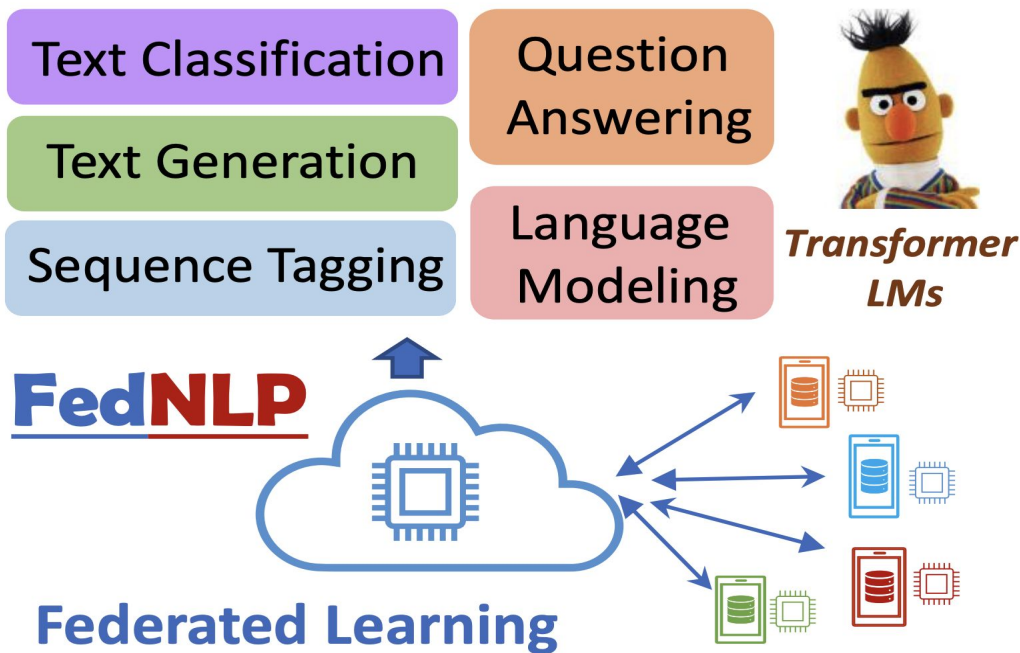 Text Classification
Text Generation
Sequence Tagging
Question
Answering
Language
Modeling
Transformer
LMs
FedNLP
Federated Learning